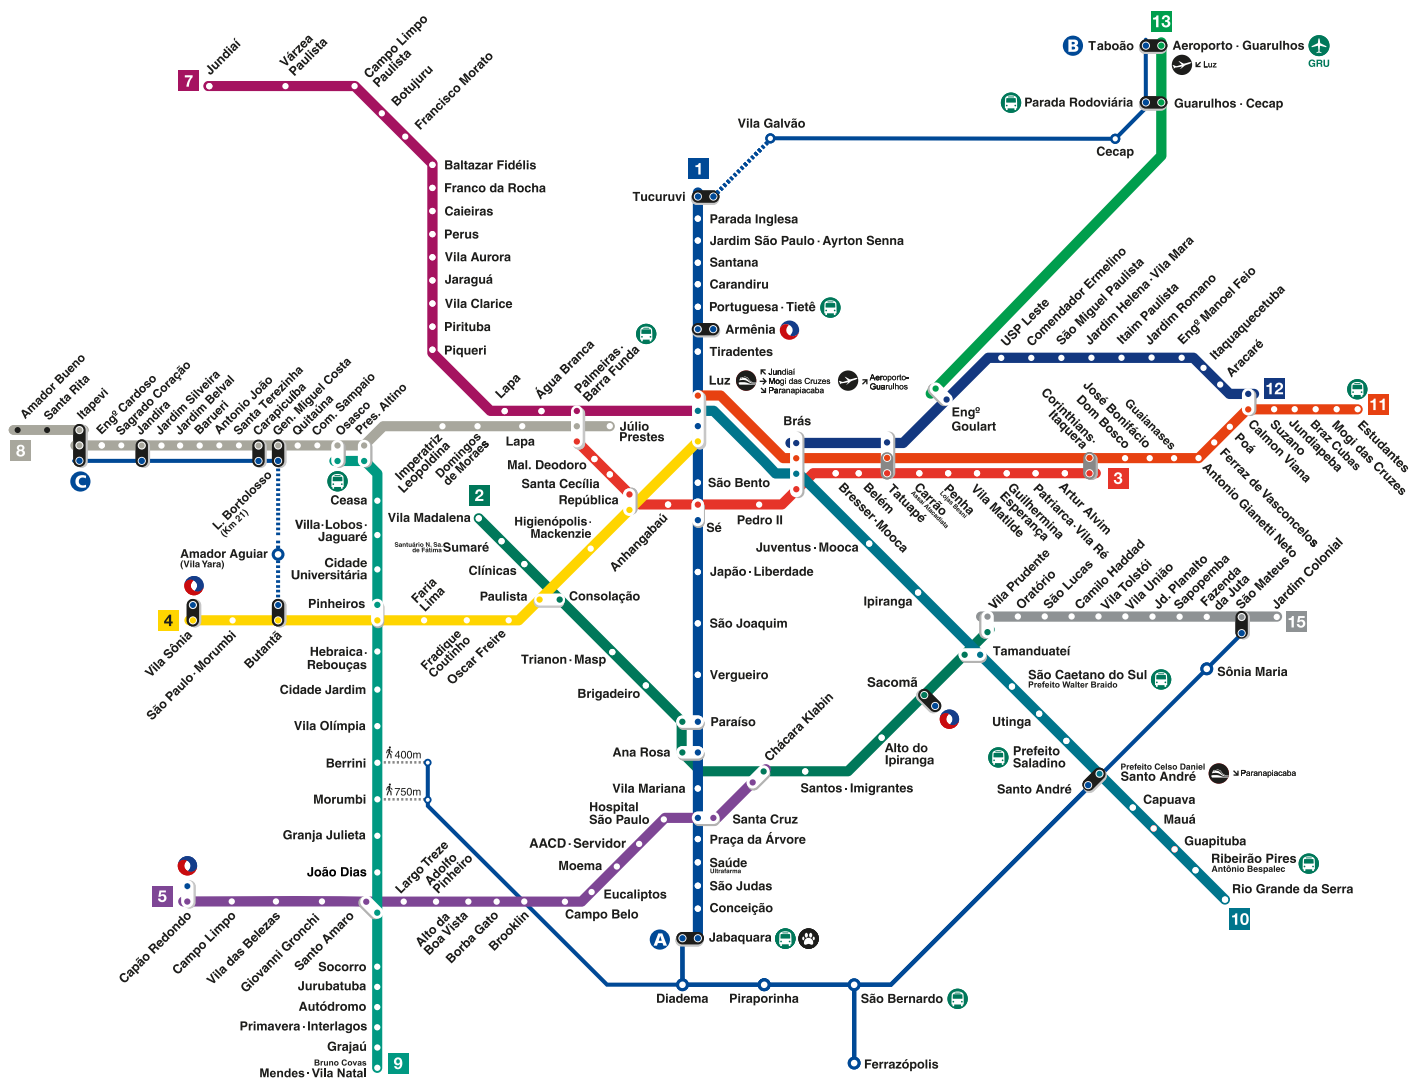 13
B
Taboão
Aeroporto · Guarulhos
GRU
Luz
Parada Rodoviária
Guarulhos · Cecap
Vila Galvão
Cecap
7
Jundiaí
Várzea
Paulista
Campo Limpo
Paulista
Botujuru
Francisco Morato
Baltazar Fidélis
Franco da Rocha
Caieiras
Perus
Vila Aurora
Jaraguá
Vila Clarice
Pirituba
Piqueri
Lapa
Água Branca
Palmeiras ·
Barra Funda
1
Tucuruvi
Parada Inglesa
Jardim São Paulo · Ayrton Senna
Santana
Carandiru
Portuguesa · Tietê
Armênia
Tiradentes
Luz
Jundiaí
Mogi das Cruzes
Paranapiacaba
Aeroporto-
Guarulhos
USP Leste
Comendador Ermelino
São Miguel Paulista
Jardim Helena · Vila Mara
Itaim Paulista
Jardim Romano
Engº Manoel Feio
Itaquaquecetuba
Aracaré
12
11
Engº
Goulart
Brás
Corinthians-
Itaquera
Dom Bosco
José Bonifácio
Guaianases
Antonio Gianetti Neto
Ferraz de Vasconcelos
Poá
Calmon Viana
Suzano
Jundiapeba
Braz Cubas
Mogi das Cruzes
Estudantes
8
Amador Bueno
Santa Rita
Itapevi
Engº Cardoso
Sagrado Coração
Jandira
Jardim Silveira
Jardim Belval
Barueri
Antonio João
Santa Terezinha
Carapicuíba
Gen. Miguel Costa
Quitaúna
Com. Sampaio
Osasco
Pres. Altino
Imperatriz
Leopoldina
Domingos
de Moraes
Lapa
Júlio
Prestes
C
L. Bortolosso
(Km 21)
Amador Aguiar
(Vila Yara)
Ceasa
Villa-Lobos ·
Jaguaré
Cidade
Universitária
Pinheiros
Hebraica ·
Rebouças
Cidade Jardim
Vila Olímpia
Berrini
400m
Morumbi
750m
Granja Julieta
João Dias
Socorro
Jurubatuba
Autódromo
Primavera · Interlagos
Grajaú
Bruno Covas
Mendes · Vila Natal
9
4
Vila Sônia
São Paulo · Morumbi
Butantã
Faria
Lima
Fradique
Coutinho
Oscar Freire
Paulista
Higienópolis ·
Mackenzie
República
Mal. Deodoro
Santa Cecília
Anhangabaú
Sé
Pedro II
Bresser · Mooca
Belém
Tatuapé
Carrão
Assaí Atacadista
Penha
Lojas Besni
Vila Matilde
Guilhermina
Esperança
Patriarca · Vila Ré
Artur Alvim
3
2
Vila Madalena
Santuário N. Sa.
de Fátima
Sumaré
Clínicas
Consolação
Trianon · Masp
Brigadeiro
Paraíso
Ana Rosa
Chácara Klabin
Santos · Imigrantes
Alto do
Ipiranga
Sacomã
Tamanduateí
Vila Prudente
Oratório
São Lucas
Camilo Haddad
Vila Tolstói
Vila União
Jd. Planalto
Sapopemba
Fazenda
da Juta
São Mateus
Jardim Colonial
15
São Bento
Japão · Liberdade
São Joaquim
Vergueiro
Vila Mariana
Santa Cruz
Praça da Árvore
Saúde
Ultrafarma
São Judas
Conceição
A
Jabaquara
Juventus · Mooca
Ipiranga
São Caetano do Sul
Prefeito Walter Braido
Utinga
Prefeito
Saladino
Prefeito Celso Daniel
Santo André
Paranapiacaba
Santo André
Capuava
Mauá
Guapituba
Ribeirão Pires
Antônio Bespalec
Rio Grande da Serra
10
Sônia Maria
5
Capão Redondo
Campo Limpo
Vila das Belezas
Giovanni Gronchi
Santo Amaro
Largo Treze
Adolfo
Pinheiro
Alto da
Boa Vista
Borba Gato
Brooklin
Campo Belo
Eucaliptos
Moema
AACD · Servidor
Hospital
São Paulo
Diadema
Piraporinha
São Bernardo
Ferrazópolis